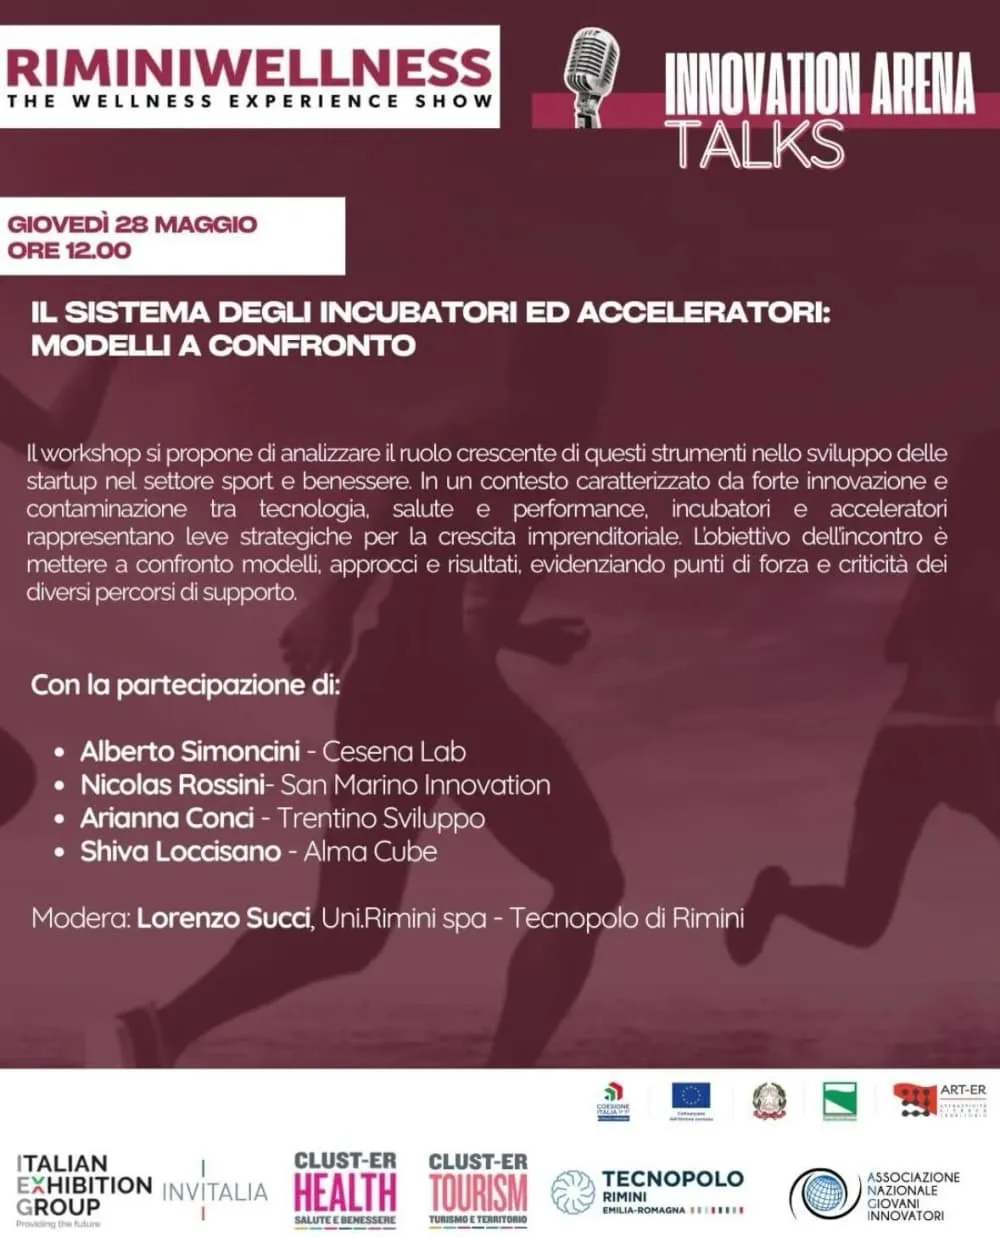 RIMINIWELLNESS
THE WELLNESS EXPERIENCE SHOW
INNOVATION ARENA
TALKS
GIOVEDÌ 28 MAGGIO
ORE 12.00
IL SISTEMA DEGLI INCUBATORI ED ACCELERATORI:
MODELLI A CONFRONTO
Il workshop si propone di analizzare il ruolo crescente di questi strumenti nello sviluppo delle
startup nel settore sport e benessere. In un contesto caratterizzato da forte innovazione e
contaminazione tra tecnologia, salute e performance, incubatori e acceleratori
rappresentano leve strategiche per la crescita imprenditoriale. L'obiettivo dell'incontro è
mettere a confronto modelli, approcci e risultati, evidenziando punti di forza e criticità dei
diversi percorsi di supporto.
Con la partecipazione di:
• Alberto Simoncini - Cesena Lab
• Nicolas Rossini- San Marino Innovation
• Arianna Conci - Trentino Sviluppo
• Shiva Loccisano - Alma Cube
Modera: Lorenzo Succi, Uni.Rimini spa - Tecnopolo di Rimini
COESIONE
ITALIA
ART-ER
ITALIAN
EXHIBITION
GROUP
Providing the future
INVITALIA
CLUST-ER
HEALTH
SALUTE E BENESSERE
CLUST-ER
TOURISM
TURISMO E TERRITORIO
TECNOPOLO
RIMINI
EMILIA-ROMAGNA
ASSOCIAZIONE
NAZIONALE
GIOVANI
INNOVATORI